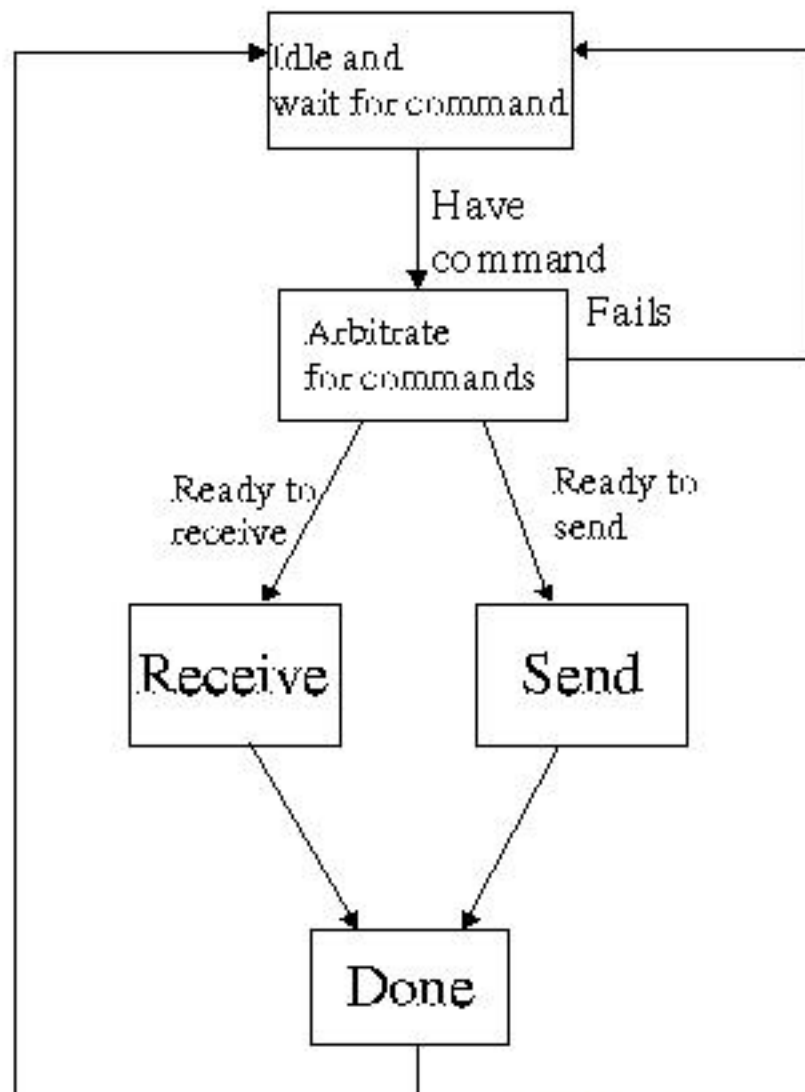 Idle and
wait for command
Have
command
Fails
Arbitrate
for commands
Ready to
receive
Ready to
send
Receive
Send
Done